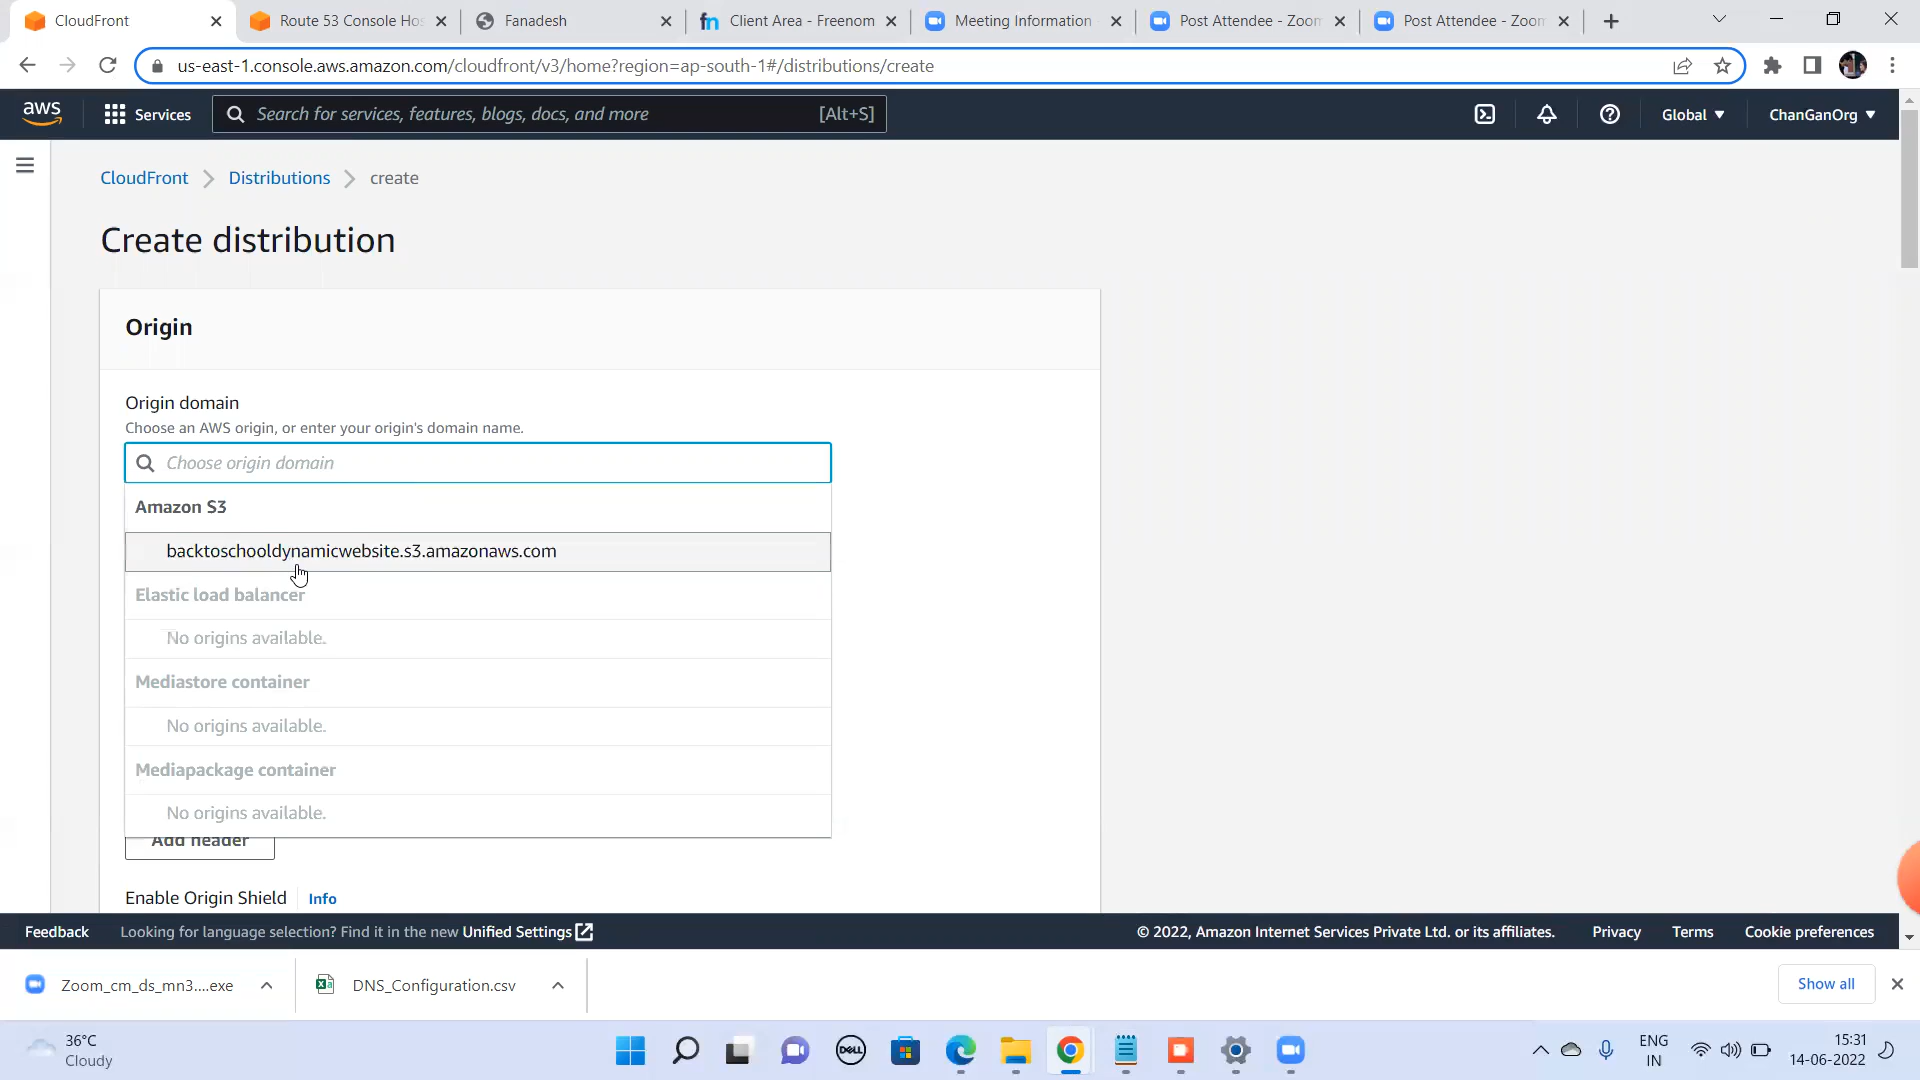 CloudFront
Route 53 Console Hos
Fanadesh
Client Area - Freenom
Meeting Information
Post Attendee - Zoom
Post Attendee - Zoom
us-east-1.console.aws.amazon.com/cloudfront/v3/home?region=ap-south-1#/distributions/create
aws
Services
Search for services, features, blogs, docs, and more
[Alt+S]
Global
ChanGanOrg
CloudFront
Distributions
create
Create distribution
Origin
Origin domain
Choose an AWS origin, or enter your origin's domain name.
Choose origin domain
Amazon S3
backtoschooldynamicwebsite.s3.amazonaws.com
Elastic load balancer
No origins available.
Mediastore container
No origins available.
Mediapackage container
No origins available.
Add header
Enable Origin Shield
Info
Feedback
Looking for language selection? Find it in the new Unified Settings
© 2022, Amazon Internet Services Private Ltd. or its affiliates.
Privacy
Terms
Cookie preferences
Zoom_cm_ds_mn3....exe
DNS_Configuration.csv
Show all
36°C
Cloudy
DELL
ENG
IN
15:31
14-06-2022